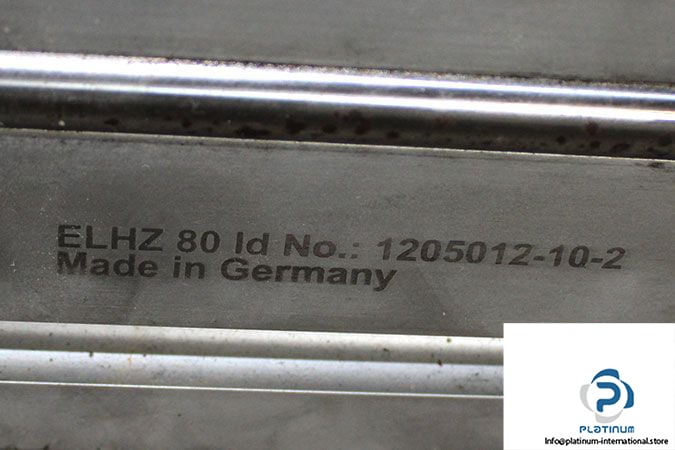 ELHZ 80 Id No.: 1205012-10-2
Made in Germany
PLATINUM
Info@platinum-international.store